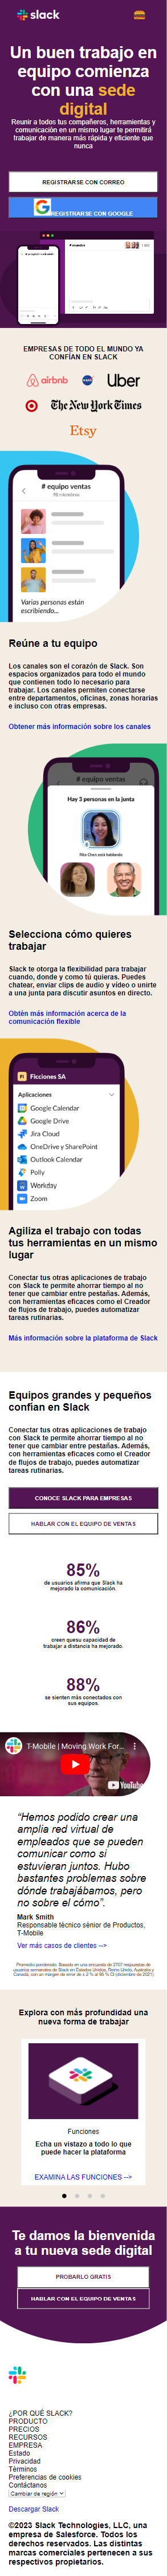 slack
Un buen trabajo en
equipo comienza
con una sede
digital
Reunir a todos tus compañeros, herramientas y
comunicación en un mismo lugar te permitirá
trabajar de manera más rápida y eficiente que
nunca
REGISTRARSE CON CORREO
REGISTRARSE CON GOOGLE
EMPRESAS DE TODO EL MUNDO YA
CONFÍAN EN SLACK
airbnb
NASA
Uber
The New York Times
Etsy
# equipo ventas
98 miembros
Varias personas están
escribiendo...
Reúne a tu equipo
Los canales son el corazón de Slack. Son
espacios organizados para todo el mundo
que contienen todo lo necesario para
trabajar. Los canales permiten conectarse
entre departamentos, oficinas, zonas horarias
e incluso con otras empresas.
Obtener más información sobre los canales
# equipo ventas
Hay 3 personas en la junta
Rita Chen está hablando
Selecciona cómo quieres
trabajar
Slack te otorga la flexibilidad para trabajar
cuando, donde y como tú quieras. Puedes
chatear, enviar clips de audio y vídeo o unirte
a una junta para discutir asuntos en directo.
Obtén más información acerca de la
comunicación flexible
Ficciones SA
Aplicaciones
Google Calendar
Google Drive
Jira Cloud
OneDrive y SharePoint
Outlook Calendar
Polly
Workday
Zoom
Agiliza el trabajo con todas
tus herramientas en un mismo
lugar
Conectar tus otras aplicaciones de trabajo
con Slack te permite ahorrar tiempo al no
tener que cambiar entre pestañas. Además,
con herramientas eficaces como el Creador
de flujos de trabajo, puedes automatizar
tareas rutinarias.
Más información sobre la plataforma de Slack
Equipos grandes y pequeños
confían en Slack
Conectar tus otras aplicaciones de trabajo
con Slack te permite ahorrar tiempo al no
tener que cambiar entre pestañas. Además,
con herramientas eficaces como el Creador
de flujos de trabajo, puedes automatizar
tareas rutinarias.
CONOCE SLACK PARA EMPRESAS
HABLAR CON EL EQUIPO DE VENTAS
85%
de usuarios afirma que Slack ha
mejorado la comunicación.
86%
creen quesu capacidad de
trabajar a distancia ha mejorado.
88%
se sienten más conectados con
sus equipos.
T-Mobile | Moving Work For...
YouTube
“Hemos podido crear una
amplia red virtual de
empleados que se pueden
comunicar como si
estuvieran juntos. Hubo
bastantes problemas sobre
dónde trabajábamos, pero
no sobre el cómo”.
Mark Smith
Responsable técnico sénior de Productos,
T-Mobile
Ver más casos de clientes -->
Promedio ponderado. Basado en una encuesta de 2707 respuestas de
usuarios semanales de Slack en Estados Unidos, Reino Unido, Australia y
Canadá, con un margen de error de ± 2 % al 95 % CI (diciembre de 2021).
Explora con más profundidad una
nueva forma de trabajar
Funciones
Echa un vistazo a todo lo que
puede hacer la plataforma
EXAMINA LAS FUNCIONES -->
Te damos la bienvenida
a tu nueva sede digital
PROBARLO GRATIS
HABLAR CON EL EQUIPO DE VENTAS
¿POR QUÉ SLACK?
PRODUCTO
PRECIOS
RECURSOS
EMPRESA
Estado
Privacidad
Términos
Preferencias de cookies
Contáctanos
Cambiar de región
Descargar Slack
©2023 Slack Technologies, LLC, una
empresa de Salesforce. Todos los
derechos reservados. Las distintas
marcas comerciales pertenecen a sus
respectivos propietarios.